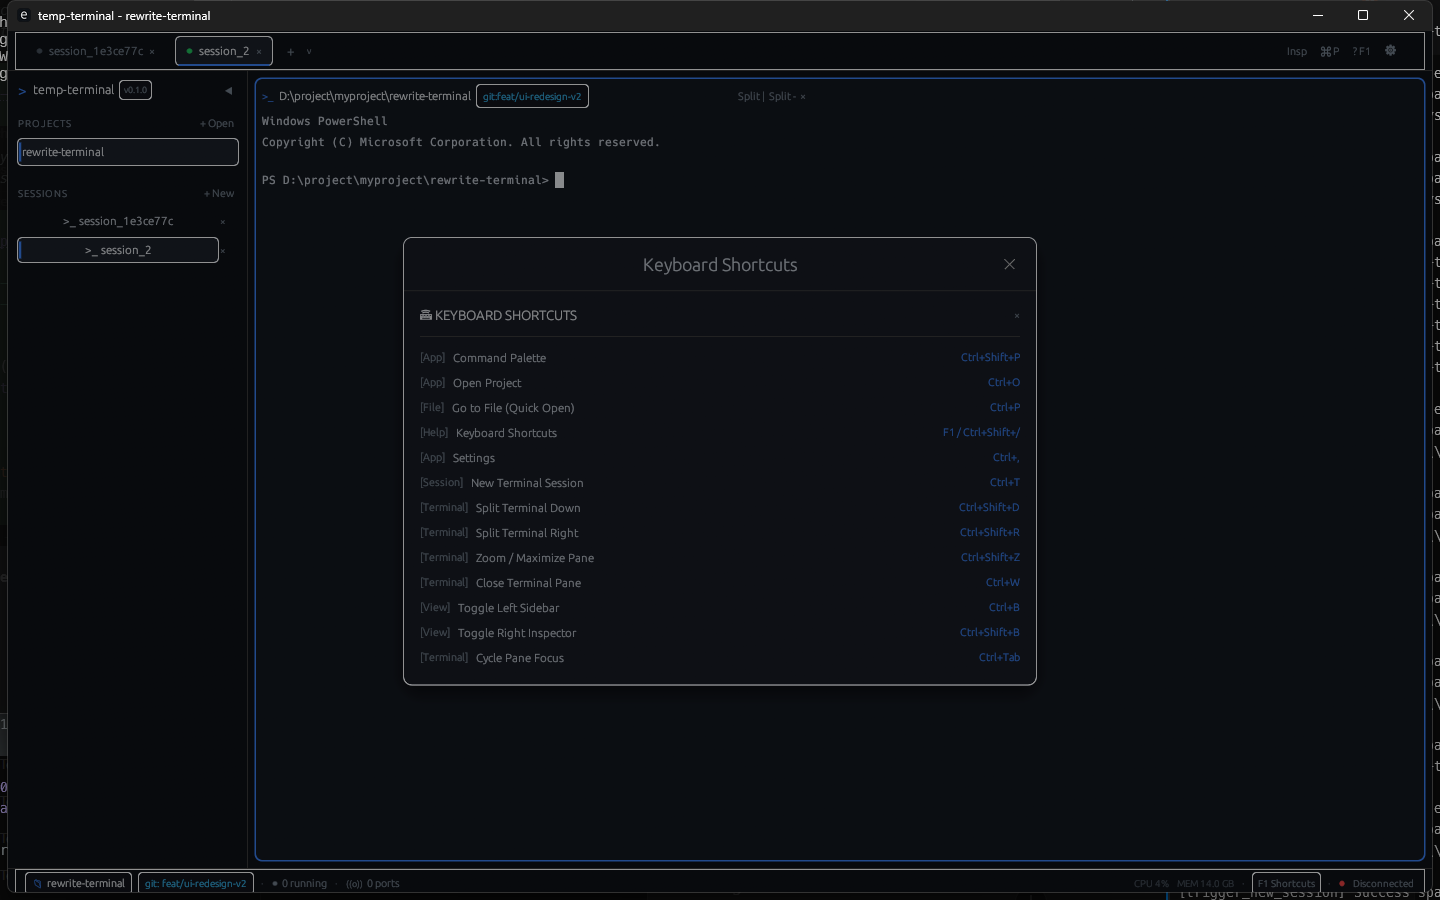 temp-terminal - rewrite-terminal
session_1e3ce77c × session_2 × + v Insp ⌘P ?F1
> temp-terminal v0.1.0 ◀
PROJECTS +Open
rewrite-terminal
SESSIONS +New
>_ session_1e3ce77c ×
>_ session_2 ×
>_ D:\project\myproject\rewrite-terminal git:feat/ui-redesign-v2 Split| Split- ×
Windows PowerShell
Copyright (C) Microsoft Corporation. All rights reserved.
PS D:\project\myproject\rewrite-terminal>
Keyboard Shortcuts
KEYBOARD SHORTCUTS ×
[App] Command Palette Ctrl+Shift+P
[App] Open Project Ctrl+O
[File] Go to File (Quick Open) Ctrl+P
[Help] Keyboard Shortcuts F1 / Ctrl+Shift+/
[App] Settings Ctrl+,
[Session] New Terminal Session Ctrl+T
[Terminal] Split Terminal Down Ctrl+Shift+D
[Terminal] Split Terminal Right Ctrl+Shift+R
[Terminal] Zoom / Maximize Pane Ctrl+Shift+Z
[Terminal] Close Terminal Pane Ctrl+W
[View] Toggle Left Sidebar Ctrl+B
[View] Toggle Right Inspector Ctrl+Shift+B
[Terminal] Cycle Pane Focus Ctrl+Tab
rewrite-terminal git: feat/ui-redesign-v2 · ● 0 running · ((o)) 0 ports CPU 4% MEM 14.0 GB · F1 Shortcuts · ● Disconnected
[trigger_new_session] Success